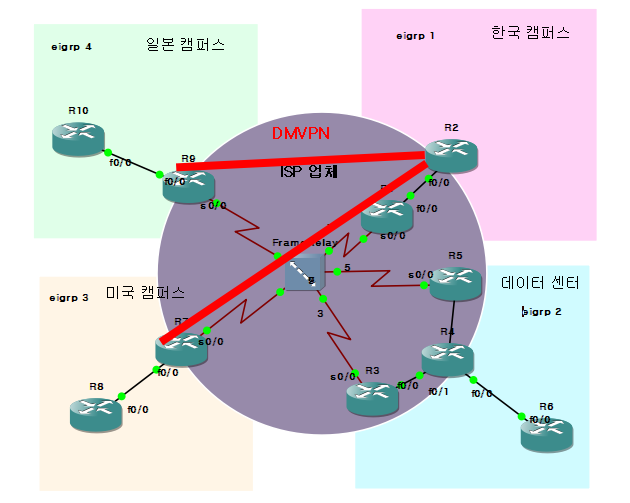 eigrp 4
일본 캠퍼스
eigrp 1
한국 캠퍼스
R10
f0/0
DMVPN
R2
R9
f0/0
s0/0
ISP 업체
f0/0
f0/0
s0/0
FrameRelay
5
R5
s0/0
데이터 센터
eigrp 2
eigrp 3
미국 캠퍼스
3
R7
s0/0
f0/0
R4
R3
s0/0
f0/0
f0/1
f0/0
R8
f0/0
R6
f0/0